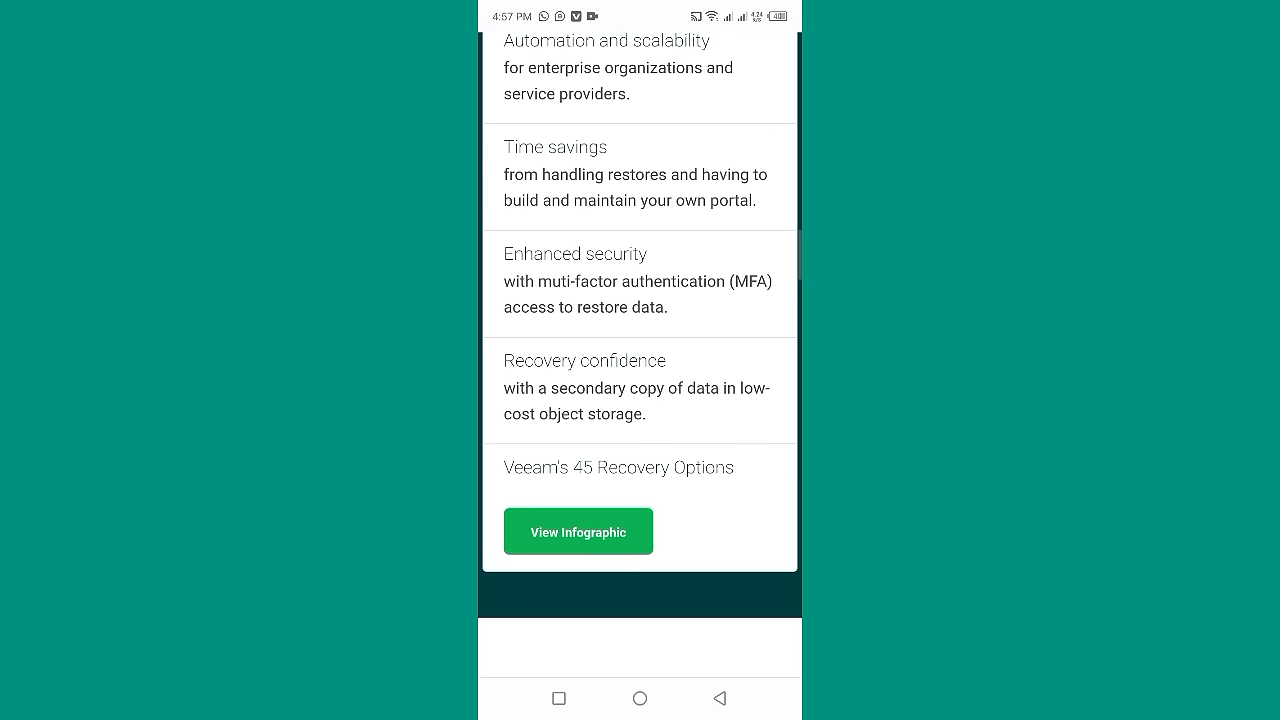 4:57 PM
Automation and scalability
for enterprise organizations and
service providers.
Time savings
from handling restores and having to
build and maintain your own portal.
Enhanced security
with muti-factor authentication (MFA)
access to restore data.
Recovery confidence
with a secondary copy of data in low-
cost object storage.
Veeam's 45 Recovery Options
View Infographic